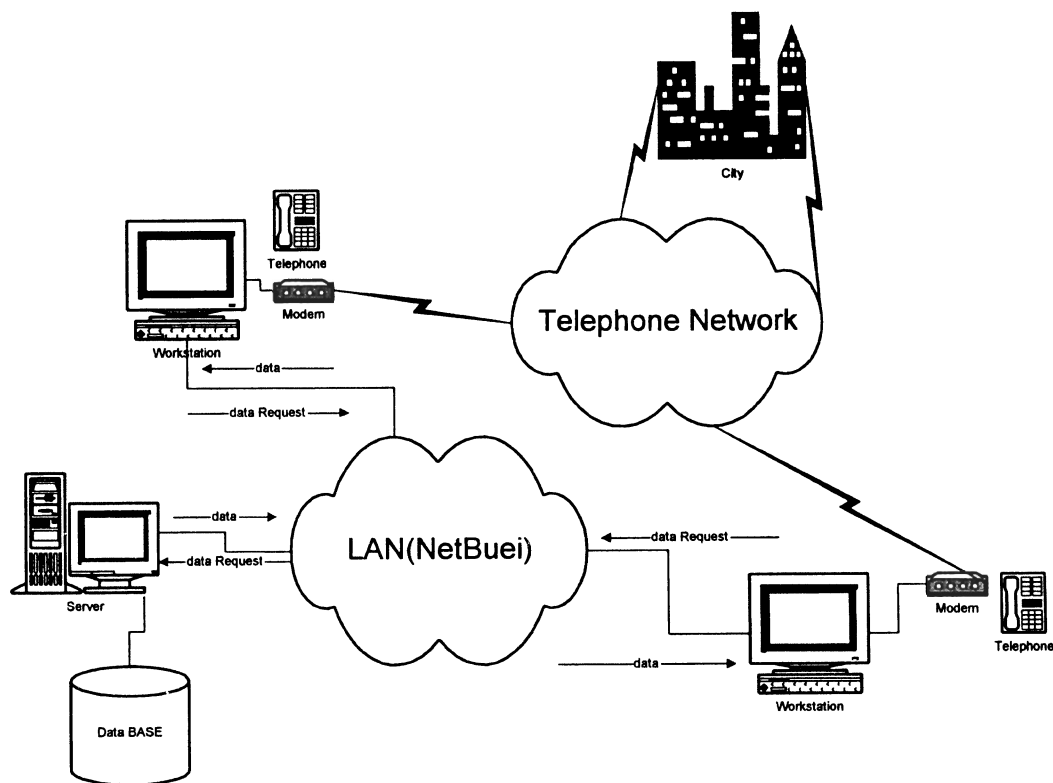 City
Telephone
Modem
Telephone Network
Workstation
data
data Request
data
LAN(NetBuei)
data Request
data Request
Server
Modem
data
Telephone
Workstation
Data BASE